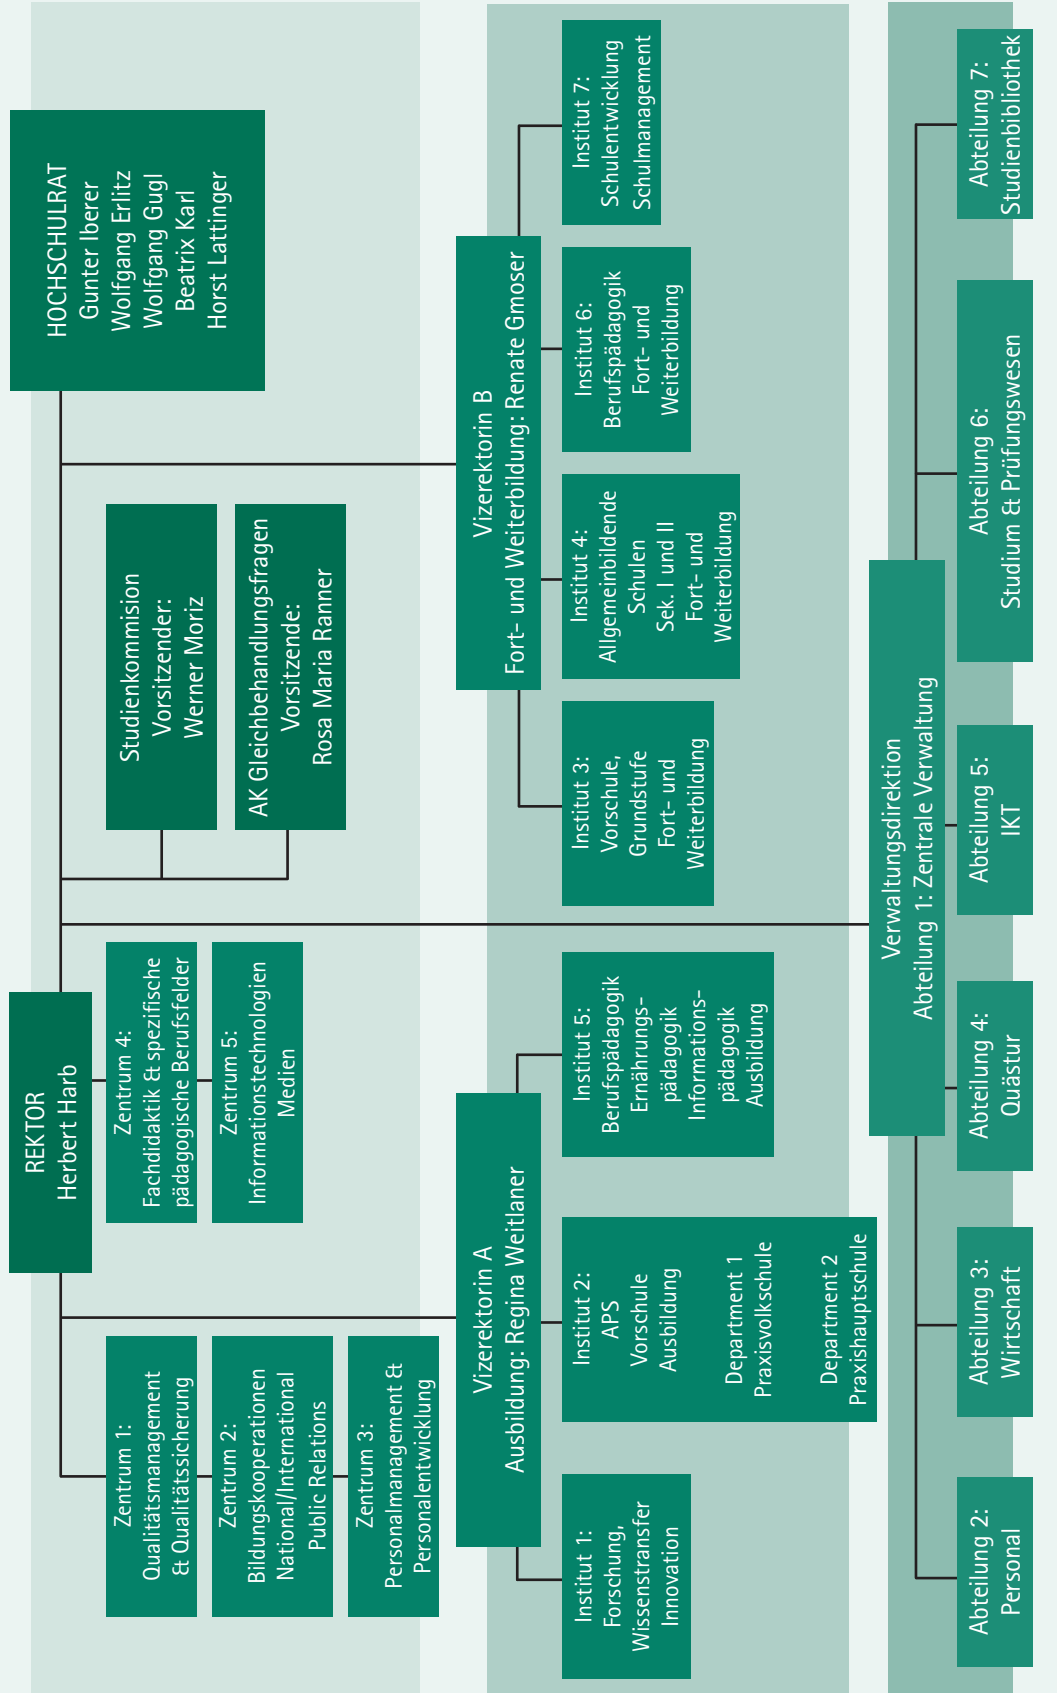 REKTOR
Herbert Harb
HOCHSCHULRAT
Gunter Iberer
Wolfgang Erlitz
Wolfgang Gugl
Beatrix Karl
Horst Lattinger
Zentrum 1:
Qualitätsmanagement
& Qualitätssicherung
Zentrum 2:
Bildungskooperationen
National/International
Public Relations
Zentrum 3:
Personalmanagement &
Personalentwicklung
Zentrum 4:
Fachdidaktik & spezifische
pädagogische Berufsfelder
Zentrum 5:
Informationstechnologien
Medien
Studienkommision
Vorsitzender:
Werner Moriz
AK Gleichbehandlungsfragen
Vorsitzende:
Rosa Maria Ranner
Vizerektorin A
Ausbildung: Regina Weitlaner
Vizerektorin B
Fort- und Weiterbildung: Renate Gmoser
Institut 1:
Forschung,
Wissenstransfer
Innovation
Institut 2:
APS
Vorschule
Ausbildung
Department 1
Praxisvolkschule
Department 2
Praxishauptschule
Institut 5:
Berufspädagogik
Ernährungs-
pädagogik
Informations-
pädagogik
Ausbildung
Institut 3:
Vorschule,
Grundstufe
Fort- und
Weiterbildung
Institut 4:
Allgemeinbildende
Schulen
Sek. I und II
Fort- und
Weiterbildung
Institut 6:
Berufspädagogik
Fort- und
Weiterbildung
Institut 7:
Schulentwicklung
Schulmanagement
Verwaltungsdirektion
Abteilung 1: Zentrale Verwaltung
Abteilung 2:
Personal
Abteilung 3:
Wirtschaft
Abteilung 4:
Quästur
Abteilung 5:
IKT
Abteilung 6:
Studium & Prüfungswesen
Abteilung 7:
Studienbibliothek